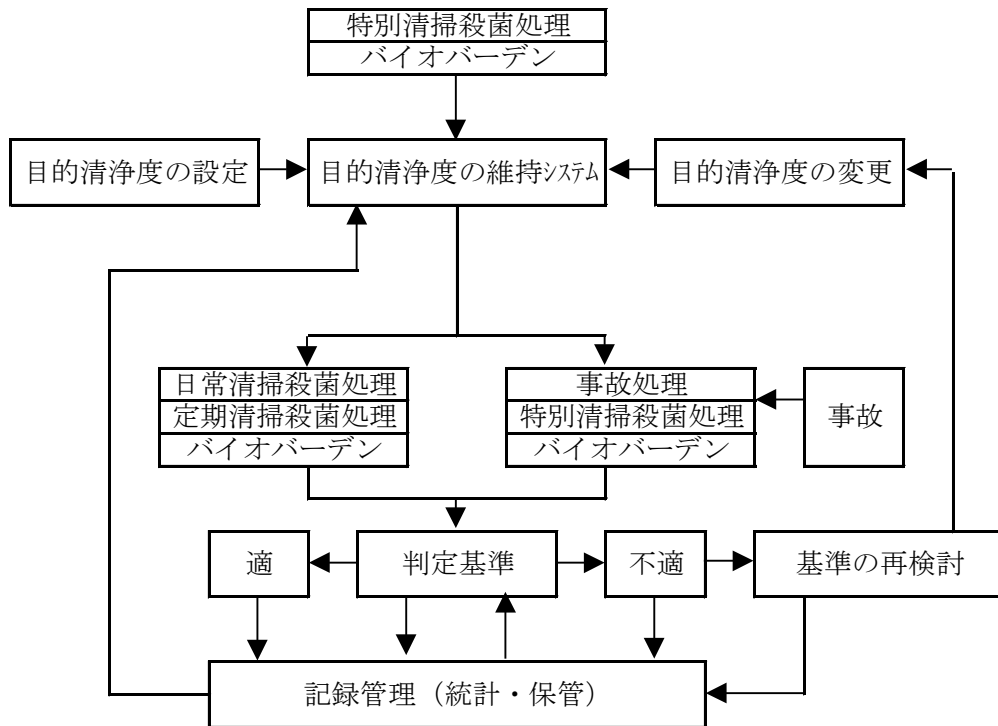 特別清掃殺菌処理
バイオバーデン
目的清浄度の設定
目的清浄度の維持システム
目的清浄度の変更
日常清掃殺菌処理
定期清掃殺菌処理
バイオバーデン
事故処理
特別清掃殺菌処理
バイオバーデン
事故
適
判定基準
不適
基準の再検討
記録管理（統計・保管）